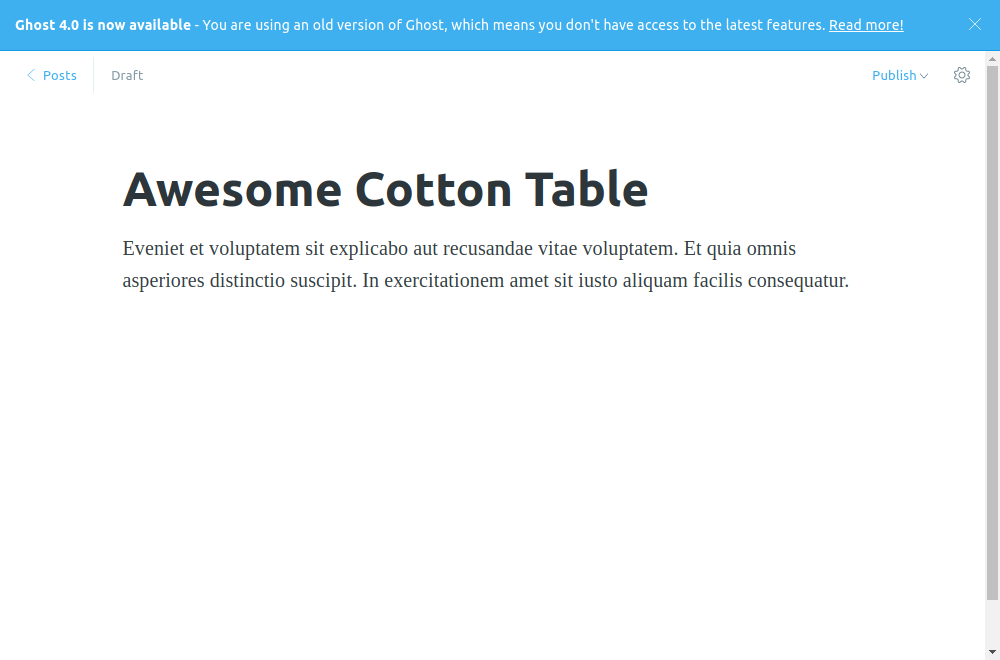 Ghost 4.0 is now available - You are using an old version of Ghost, which means you don't have access to the latest features. Read more!
Posts
Draft
Publish
Awesome Cotton Table
Eveniet et voluptatem sit explicabo aut recusandae vitae voluptatem. Et quia omnis
asperiores distinctio suscipit. In exercitationem amet sit iusto aliquam facilis consequatur.